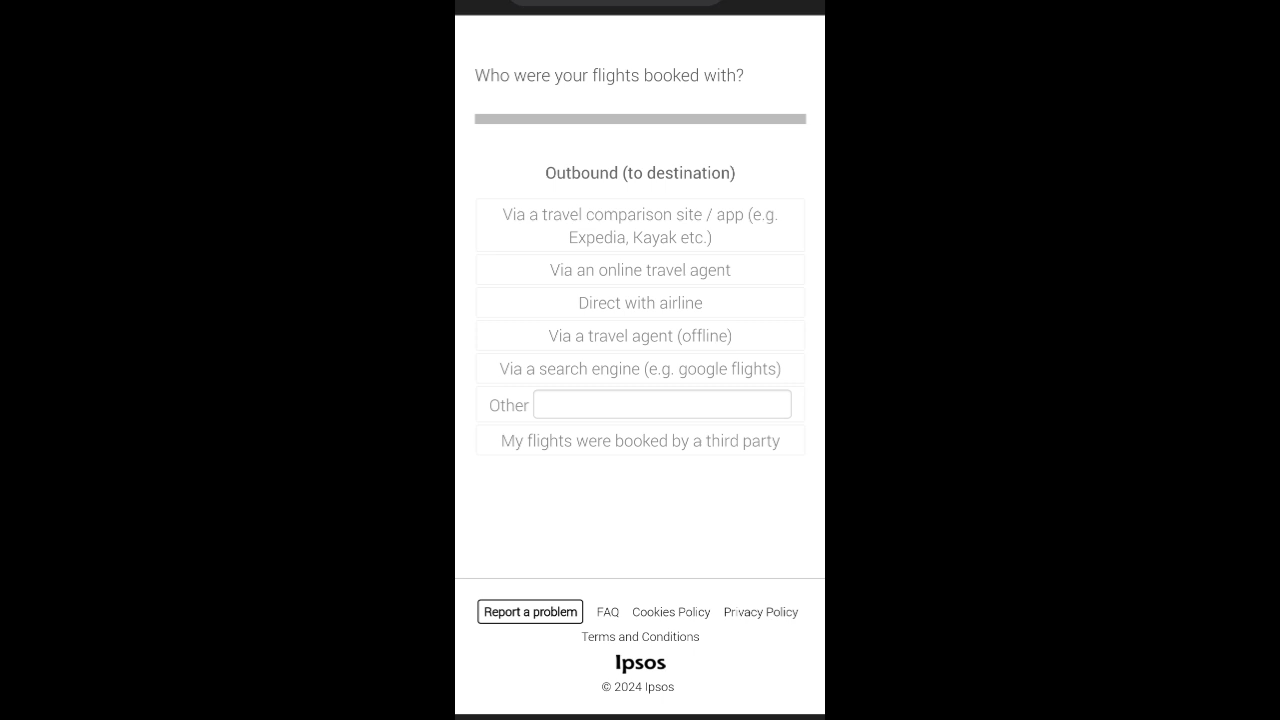 Who were your flights booked with?
Outbound (to destination)
Via a travel comparison site / app (e.g.
Expedia, Kayak etc.)
Via an online travel agent
Direct with airline
Via a travel agent (offline)
Via a search engine (e.g. google flights)
Other
My flights were booked by a third party
Report a problem FAQ Cookies Policy Privacy Policy
Terms and Conditions
Ipsos
© 2024 Ipsos